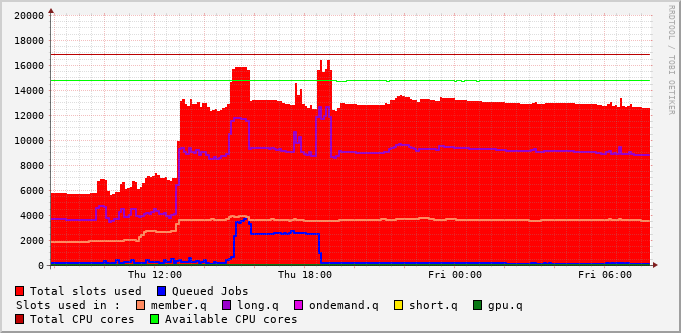 20000
18000
16000
14000
12000
10000
8000
6000
4000
2000
0
Thu 12:00 Thu 18:00 Fri 00:00 Fri 06:00
RRDTOOL / TOBI OETIKER
Total slots used Queued Jobs
Slots used in : member.q long.q ondemand.q short.q gpu.q
Total CPU cores Available CPU cores